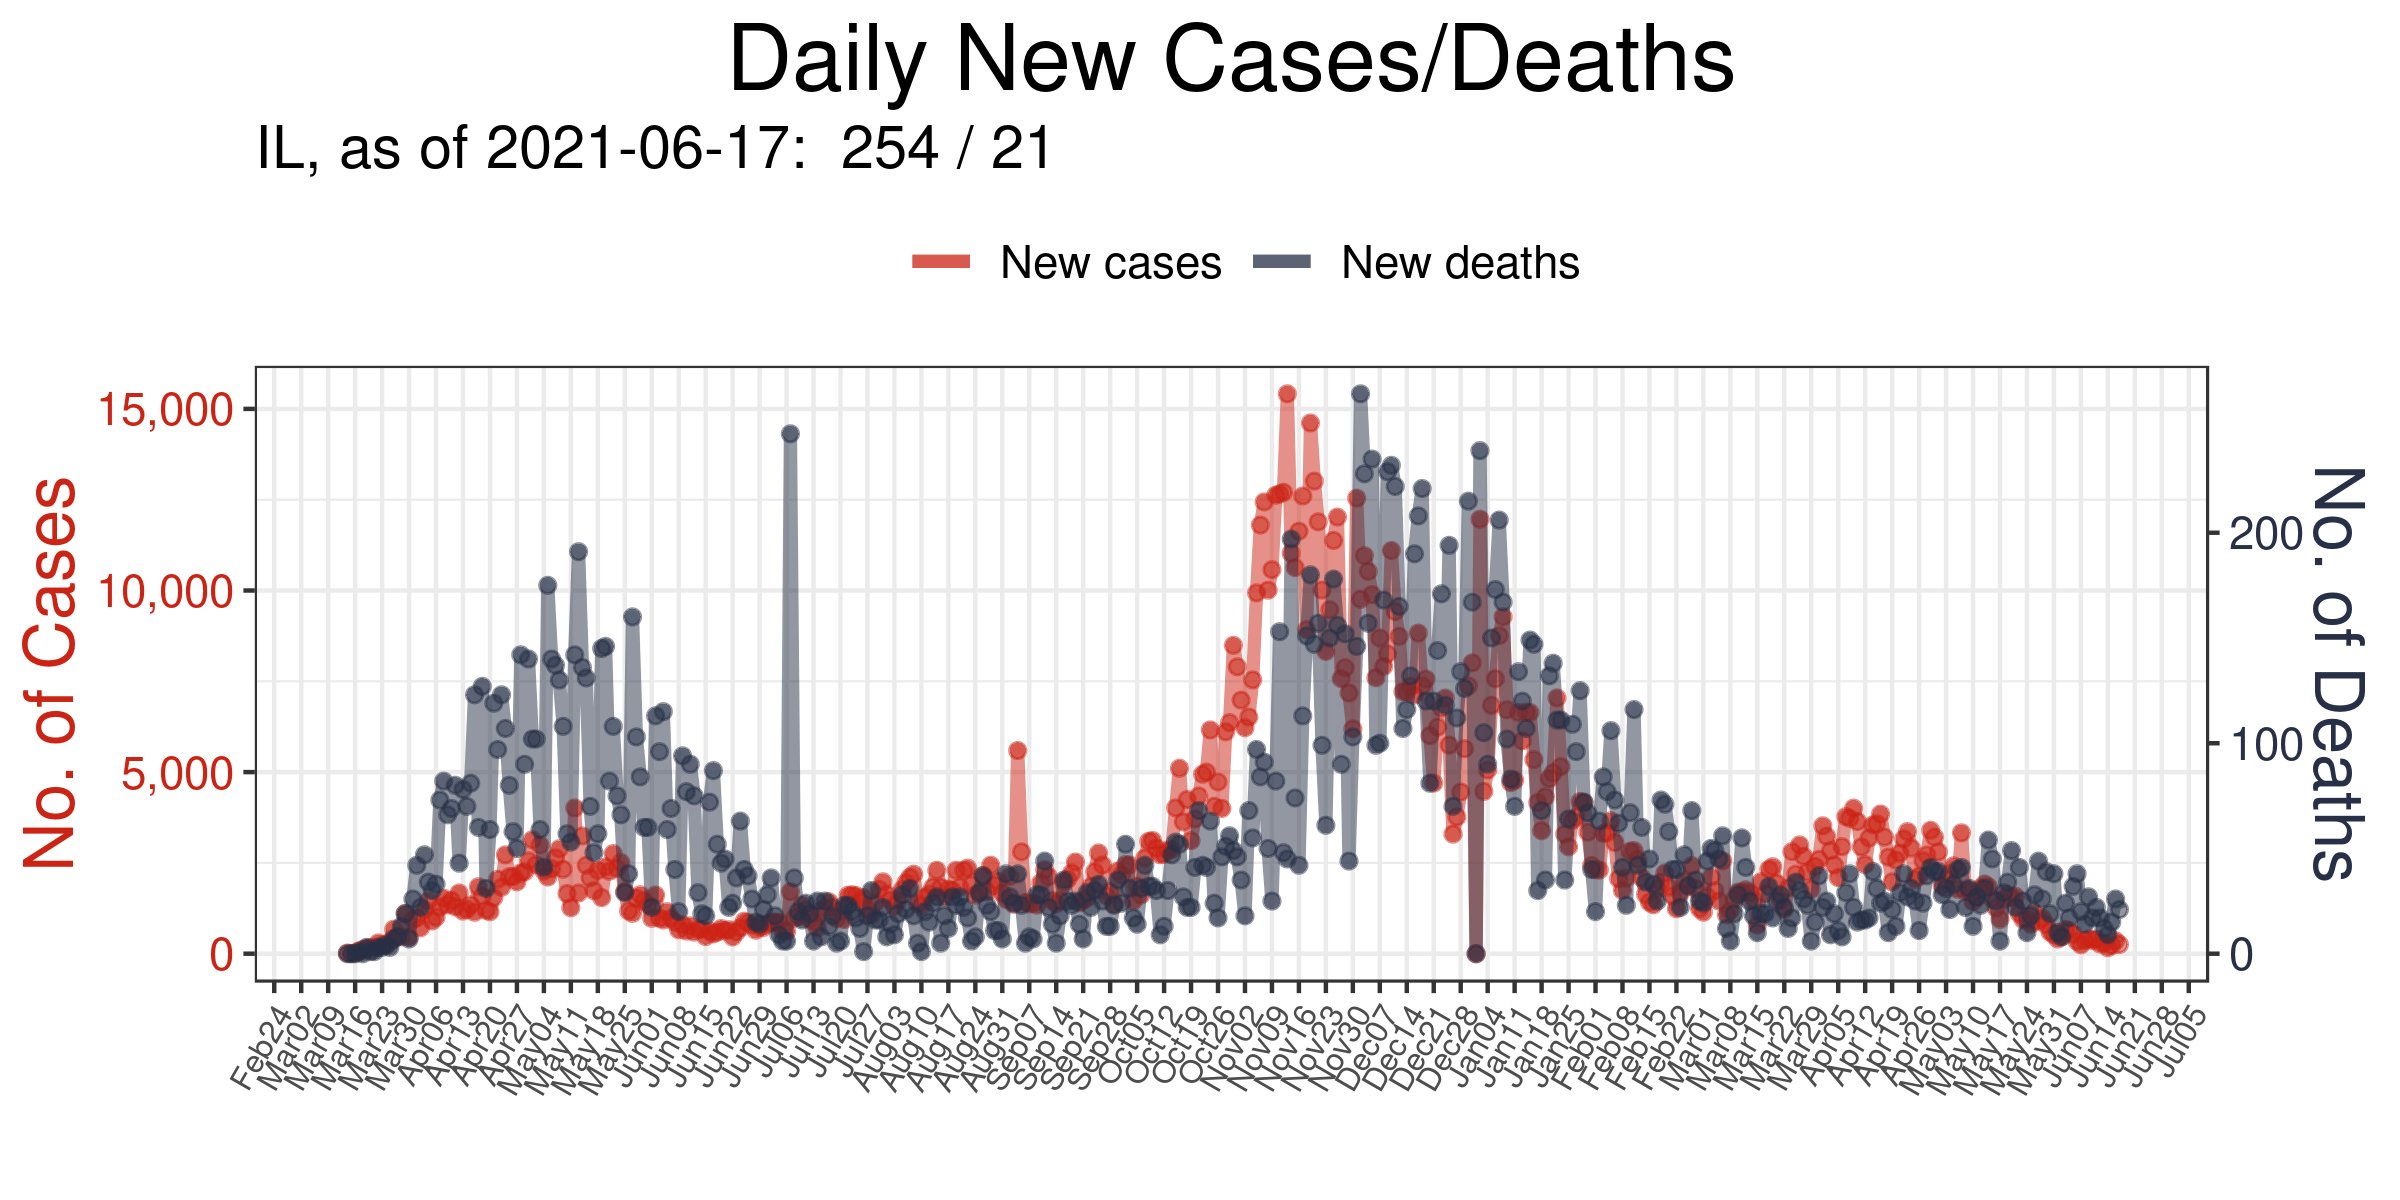 Daily New Cases/Deaths
IL, as of 2021-06-17:  254 / 21
New cases
New deaths
No. of Cases
15,000
10,000
5,000
0
No. of Deaths
200
100
0
Feb24
Mar02
Mar09
Mar16
Mar23
Mar30
Apr06
Apr13
Apr20
Apr27
May04
May11
May18
May25
Jun01
Jun08
Jun15
Jun22
Jun29
Jul06
Jul13
Jul20
Jul27
Aug03
Aug10
Aug17
Aug24
Aug31
Sep07
Sep14
Sep21
Sep28
Oct05
Oct12
Oct19
Oct26
Nov02
Nov09
Nov16
Nov23
Nov30
Dec07
Dec14
Dec21
Dec28
Jan04
Jan11
Jan18
Jan25
Feb01
Feb08
Feb15
Feb22
Mar01
Mar08
Mar15
Mar22
Mar29
Apr05
Apr12
Apr19
Apr26
May03
May10
May17
May24
May31
Jun07
Jun14
Jun21
Jun28
Jul05